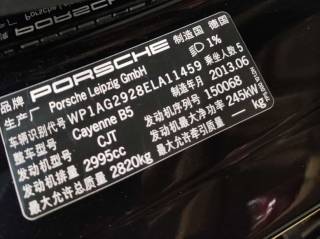 品牌 PORSCHE 制造国 德国
生产厂 Porsche Leipzig GmbH 1% 乘坐人数 5
车辆识别代号 WP1AG2928ELA11459
整车型号 Cayenne B5 制造年月 2013.06
发动机型号 CJT 发动机序列号 150068
发动机排量 2995cc 发动机最大净功率 245kW
最大允许总质量 2820kg 最大允许牵引质量 — kg